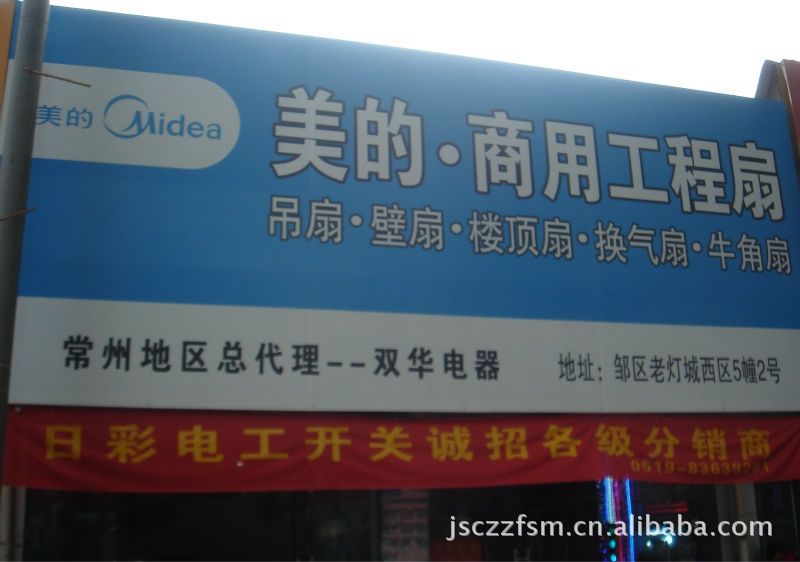 美的 Midea
美的·商用工程扇
吊扇·壁扇·楼顶扇·换气扇·牛角扇
常州地区总代理--双华电器
地址：邹区老灯城西区5幢2号
日彩电工开关诚招各级分销商
0519-83639291
jsczzfsm.cn.alibaba.com